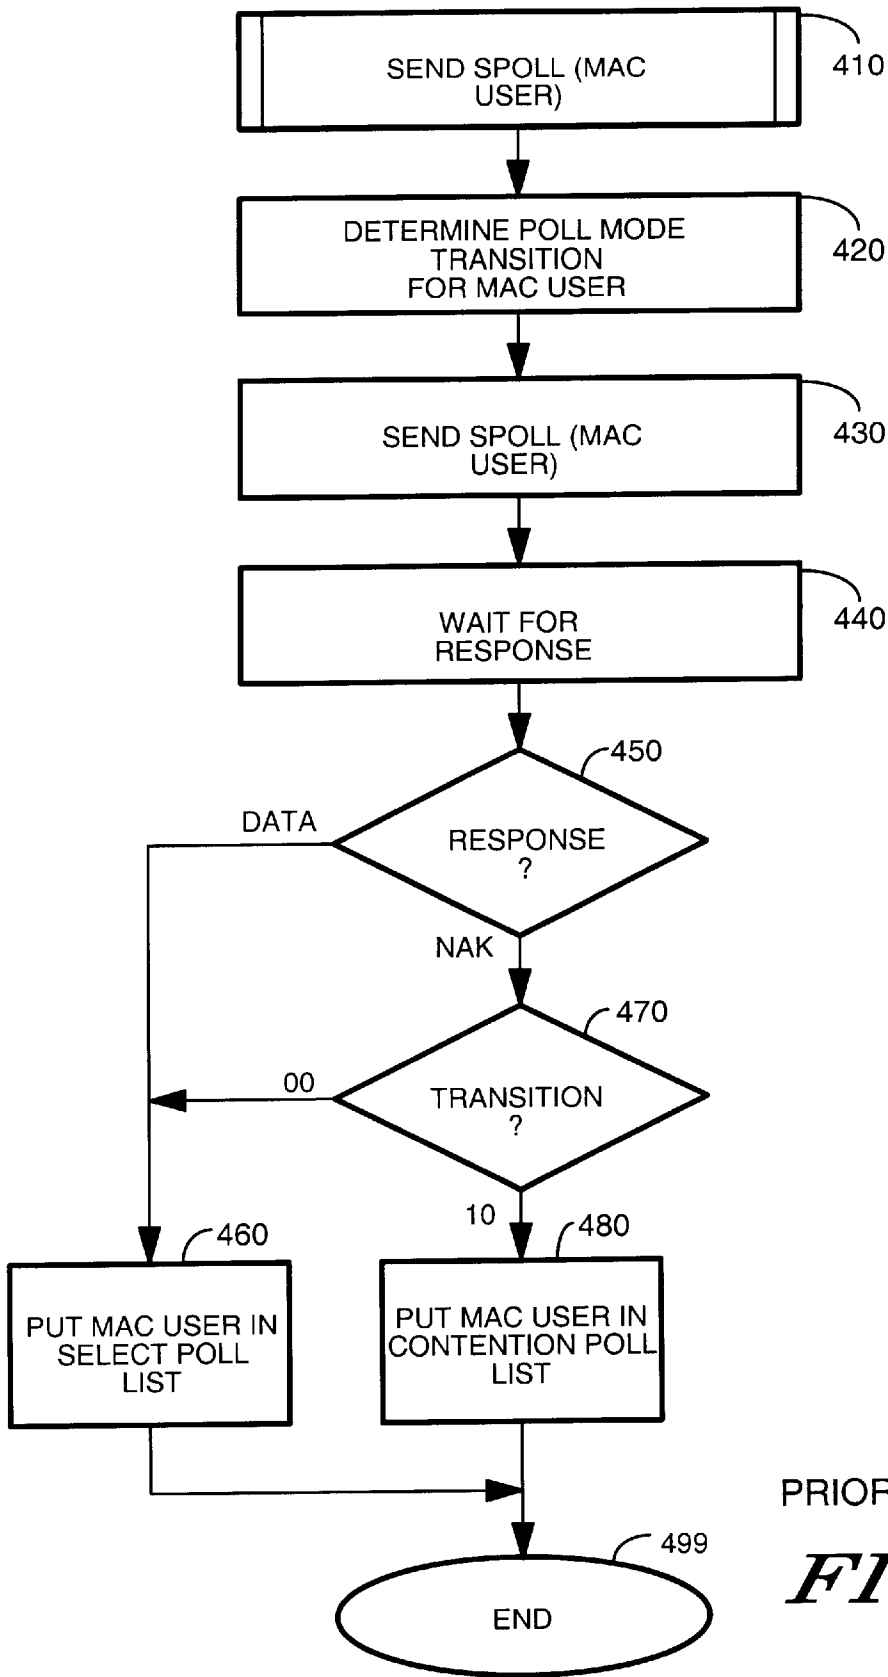 SEND SPOLL (MAC
USER)
410
DETERMINE POLL MODE
TRANSITION
FOR MAC USER
420
SEND SPOLL (MAC
USER)
430
WAIT FOR
RESPONSE
440
450
DATA
RESPONSE
?
NAK
470
00
TRANSITION
?
10
460
480
PUT MAC USER IN
SELECT POLL
LIST
PUT MAC USER IN
CONTENTION POLL
LIST
PRIOR
499
END